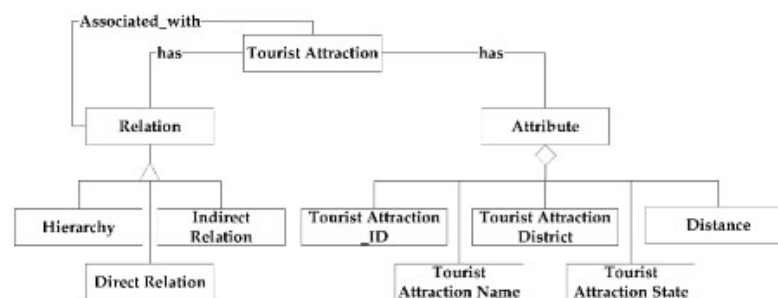 Associated_with
has
Tourist Attraction
has
Relation
Attribute
Hierarchy
Indirect
Relation
Tourist Attraction
_ID
Tourist Attraction
District
Distance
Direct Relation
Tourist
Attraction Name
Tourist
Attraction State